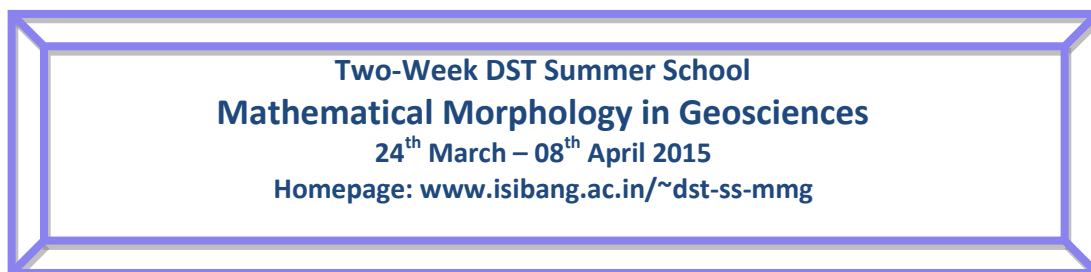 Two-Week DST Summer School
Mathematical Morphology in Geosciences
24th March – 08th April 2015
Homepage: www.isibang.ac.in/~dst-ss-mmg